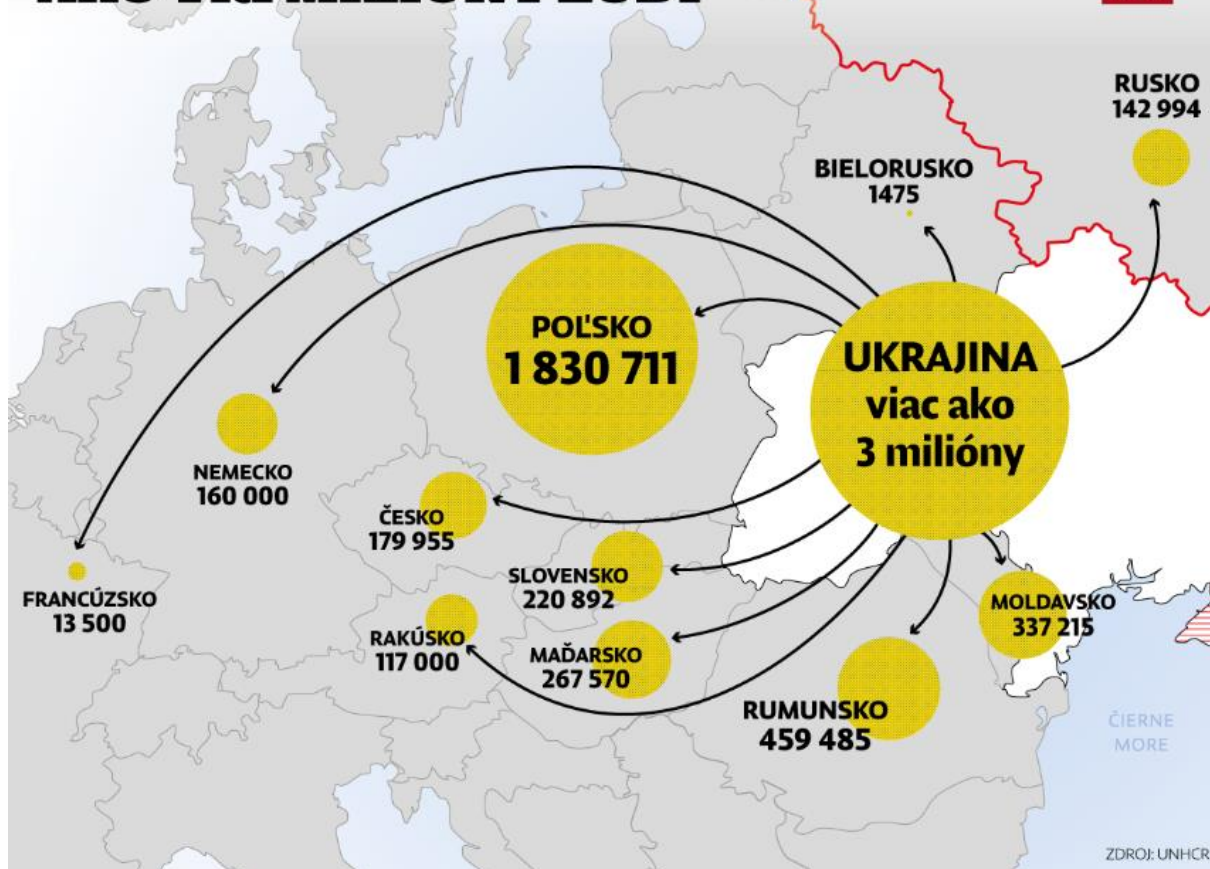 RUSKO
142 994
BIELORUSKO
1475
POĽSKO
1 830 711
UKRAJINA
viac ako
3 milióny
NEMECKO
160 000
ČESKO
179 955
SLOVENSKO
220 892
FRANCÚZSKO
13 500
RAKÚSKO
117 000
MAĎARSKO
267 570
MOLDAVSKO
337 215
RUMUNSKO
459 485
ČIERNE
MORE
ZDROJ: UNHCR